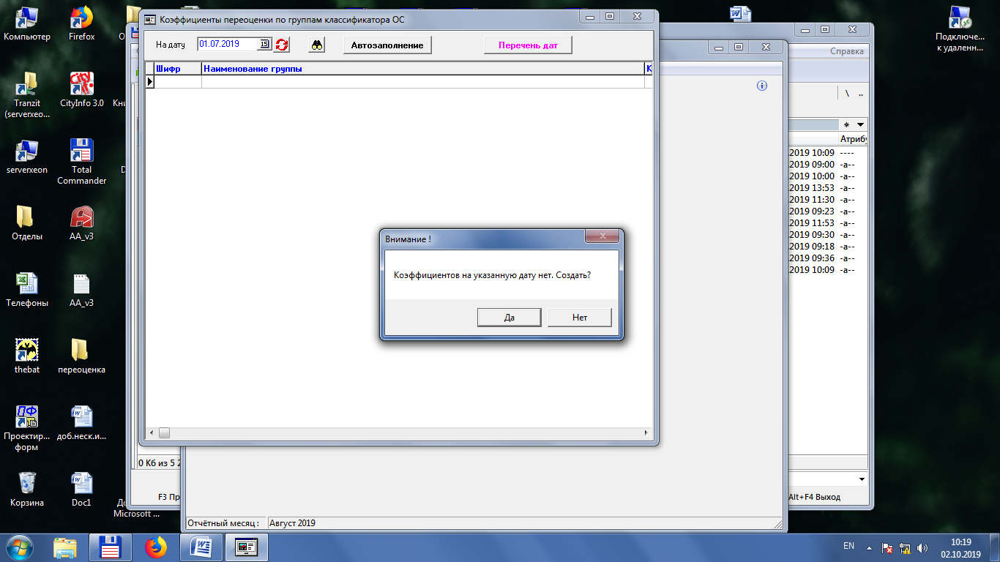 Компьютер
Firefox
Tranzit
(serverxeo...
CityInfo 3.0
serverxeon
Total
Commander
Отделы
AA_v3
Телефоны
AA_v3
thebat
переоценка
Проектир...
форм
доб.неск.и...
Корзина
Doc1
Microsoft ...
Подключе...
к удаленн...
Коэффициенты переоценки по группам классификатора ОС
На дату
01.07.2019
15
Автозаполнение
Перечень дат
Шифр
Наименование группы
К
Внимание !
Коэффициентов на указанную дату нет. Создать?
Да
Нет
Справка
\ ..
*
Атрибу
.2019 10:09 ----
.2019 09:00 -a--
.2019 10:00 -a--
.2019 13:53 -a--
.2019 11:30 -a--
.2019 09:23 -a--
.2019 11:53 -a--
.2019 09:30 -a--
.2019 09:18 -a--
.2019 09:36 -a--
.2019 10:09 -a--
0 Кб из 5 2
F3 Пр
Alt+F4 Выход
Отчётный месяц :
Август 2019
EN
10:19
02.10.2019